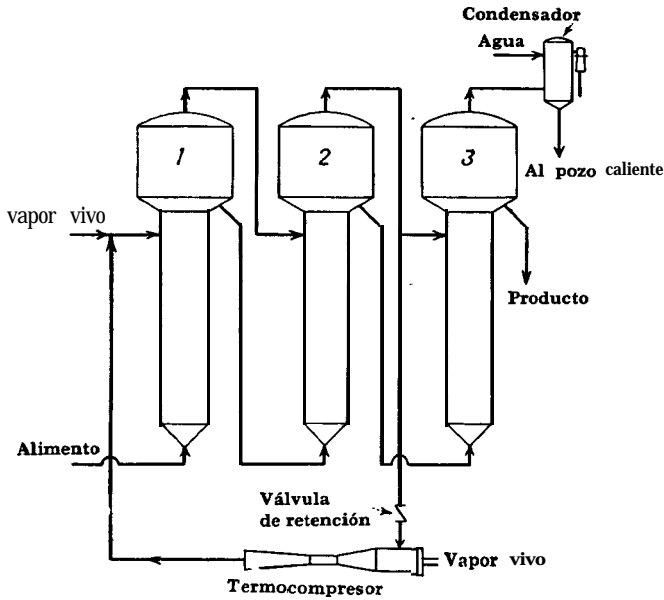 Condensador
Agua
1
2
3
Al pozo caliente
vapor vivo
Producto
Alimento
Válvula
de retención
Vapor vivo
Termocompresor